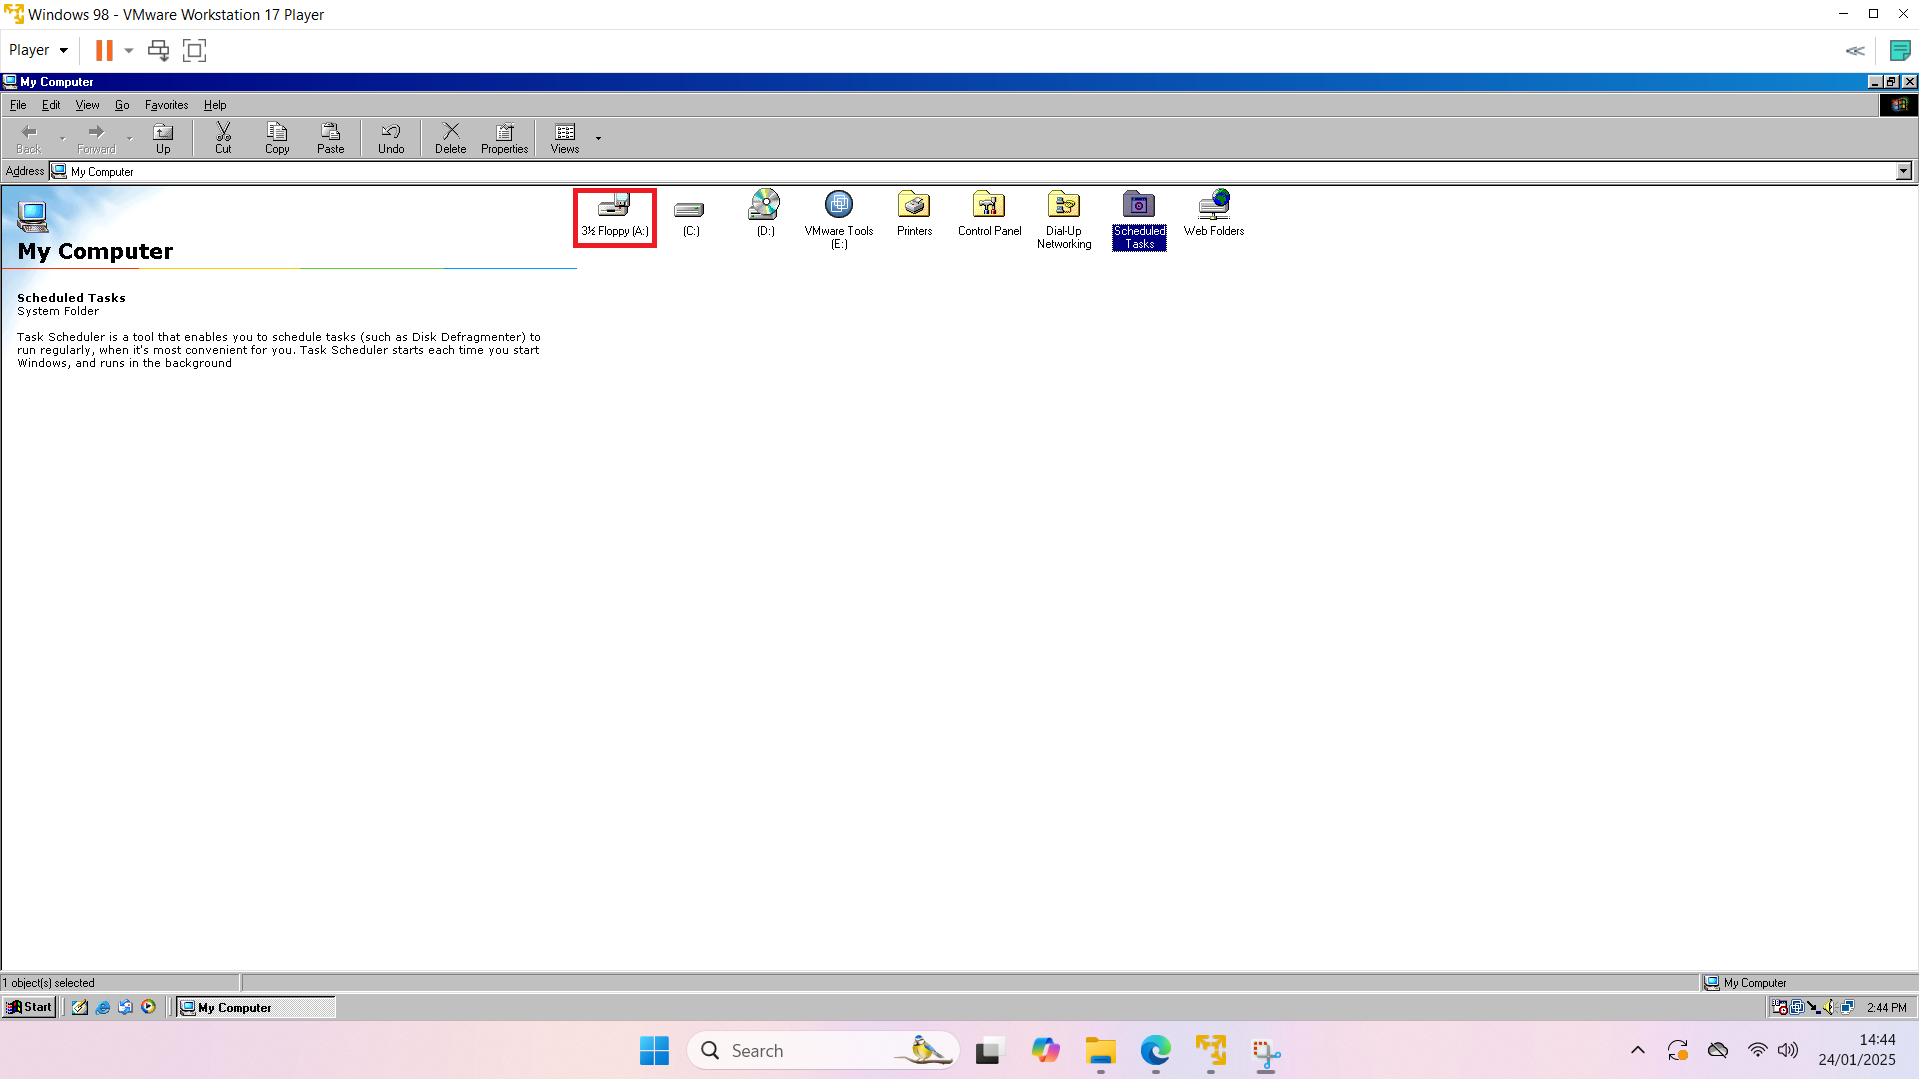 Windows 98 - VMware Workstation 17 Player
Player
My Computer
File Edit View Go Favorites Help
Back Forward Up Cut Copy Paste Undo Delete Properties Views
Address My Computer
3½ Floppy (A:)
(C:)
(D:)
VMware Tools
(E:)
Printers
Control Panel
Dial-Up
Networking
Scheduled
Tasks
Web Folders
My Computer
Scheduled Tasks
System Folder
Task Scheduler is a tool that enables you to schedule tasks (such as Disk Defragmenter) to
run regularly, when it's most convenient for you. Task Scheduler starts each time you start
Windows, and runs in the background
1 object(s) selected
My Computer
Start
My Computer
2:44 PM
Search
14:44
24/01/2025